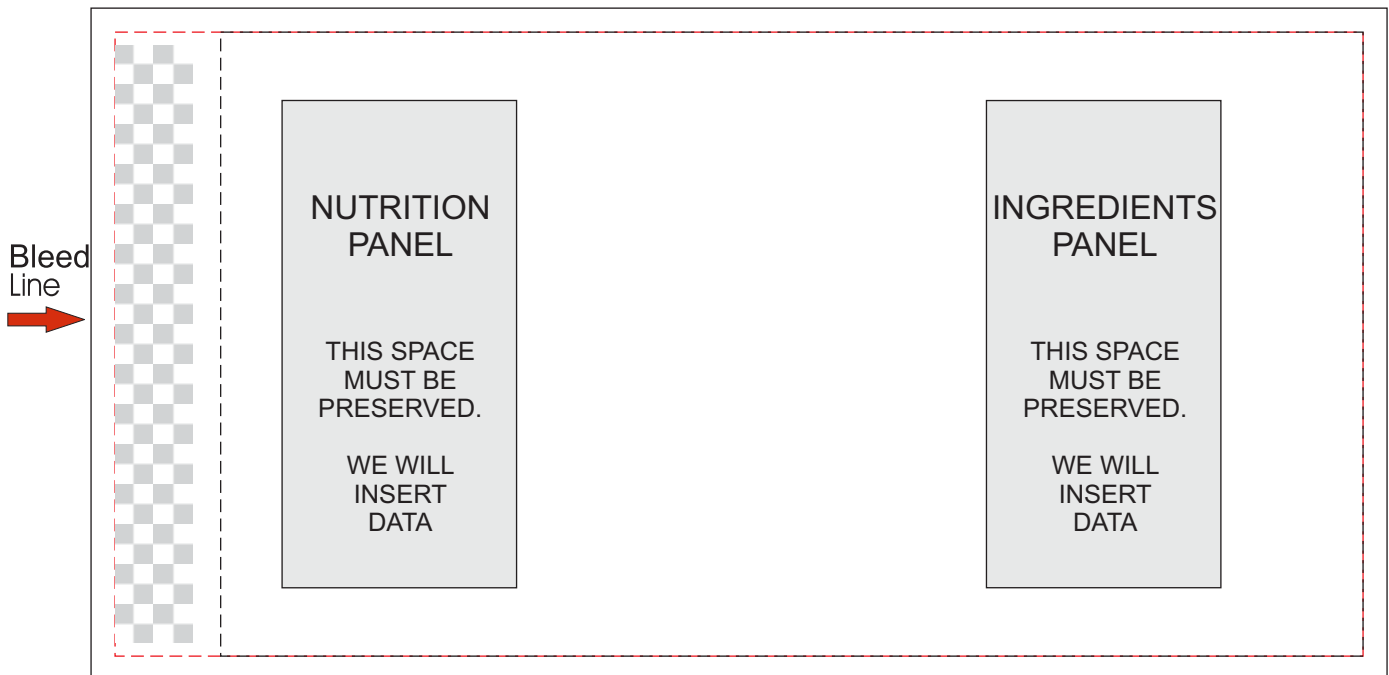 Bleed
Line
NUTRITION
PANEL
THIS SPACE
MUST BE
PRESERVED.
WE WILL
INSERT
DATA
INGREDIENTS
PANEL
THIS SPACE
MUST BE
PRESERVED.
WE WILL
INSERT
DATA